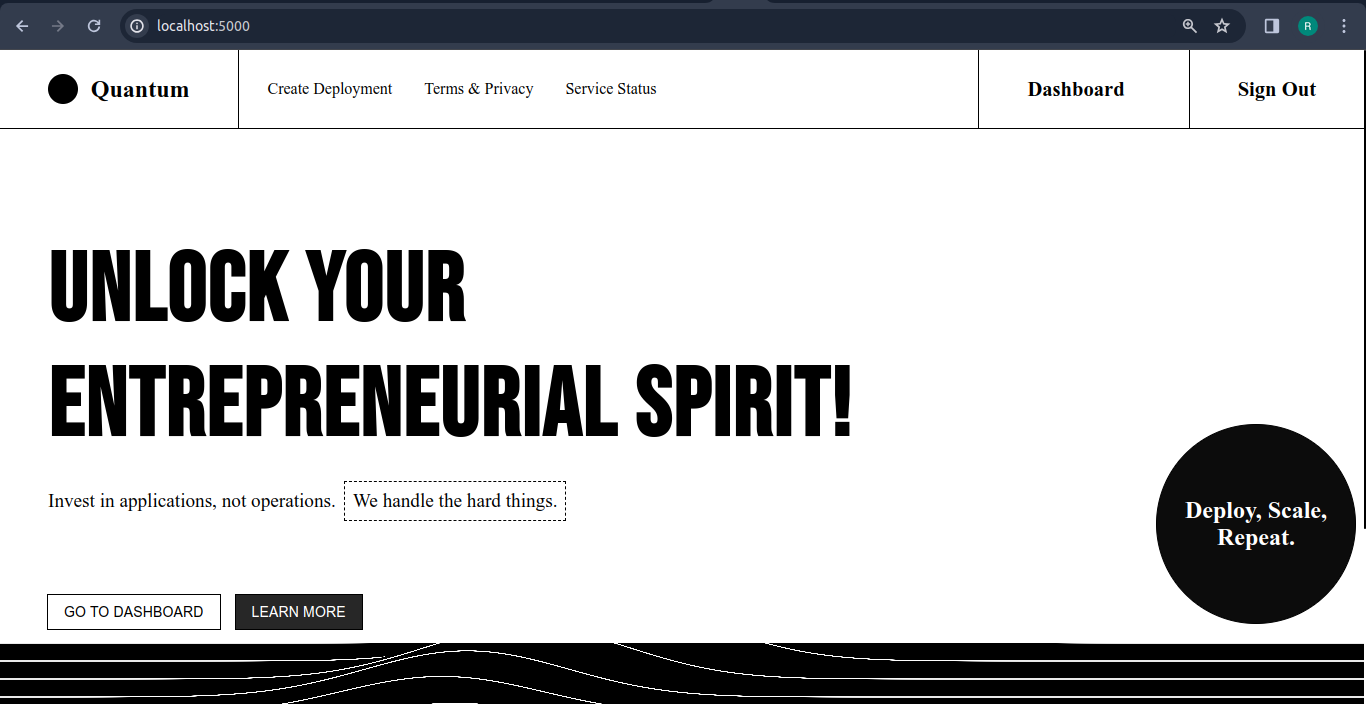 localhost:5000
R
Quantum
Create Deployment
Terms & Privacy
Service Status
Dashboard
Sign Out
UNLOCK YOUR
ENTREPRENEURIAL SPIRIT!
Invest in applications, not operations. We handle the hard things.
Deploy, Scale,
Repeat.
GO TO DASHBOARD
LEARN MORE